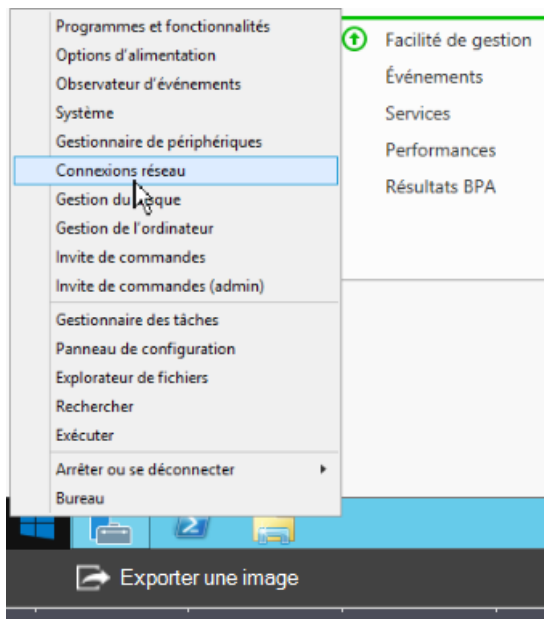 Programmes et fonctionnalités
Options d'alimentation
Observateur d'événements
Système
Gestionnaire de périphériques
Connexions réseau
Gestion du disque
Gestion de l'ordinateur
Invite de commandes
Invite de commandes (admin)
Gestionnaire des tâches
Panneau de configuration
Explorateur de fichiers
Rechercher
Exécuter
Arrêter ou se déconnecter
Bureau
Facilité de gestion
Événements
Services
Performances
Résultats BPA
Exporter une image